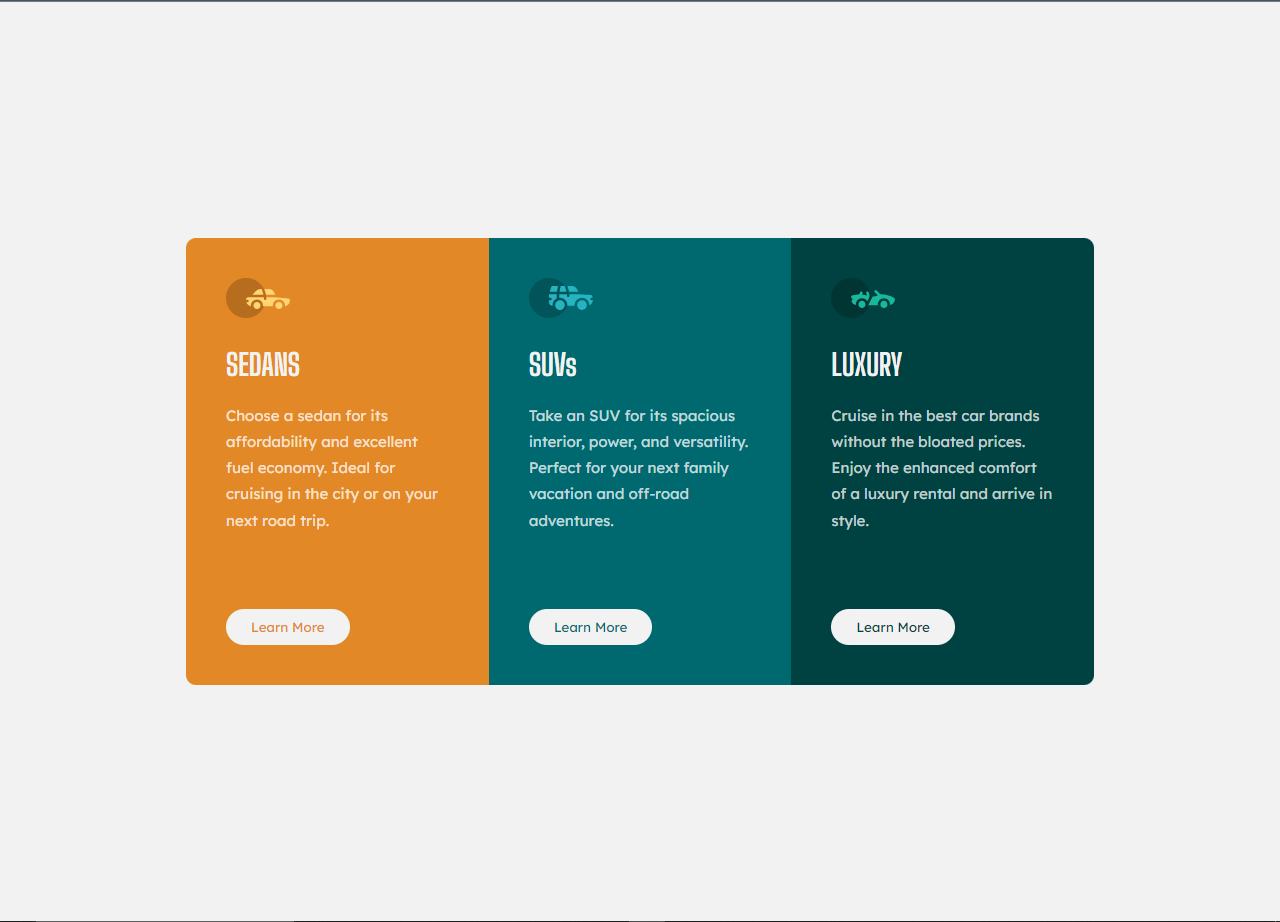 SEDANS
Choose a sedan for its
affordability and excellent
fuel economy. Ideal for
cruising in the city or on your
next road trip.
Learn More
SUVs
Take an SUV for its spacious
interior, power, and versatility.
Perfect for your next family
vacation and off-road
adventures.
Learn More
LUXURY
Cruise in the best car brands
without the bloated prices.
Enjoy the enhanced comfort
of a luxury rental and arrive in
style.
Learn More